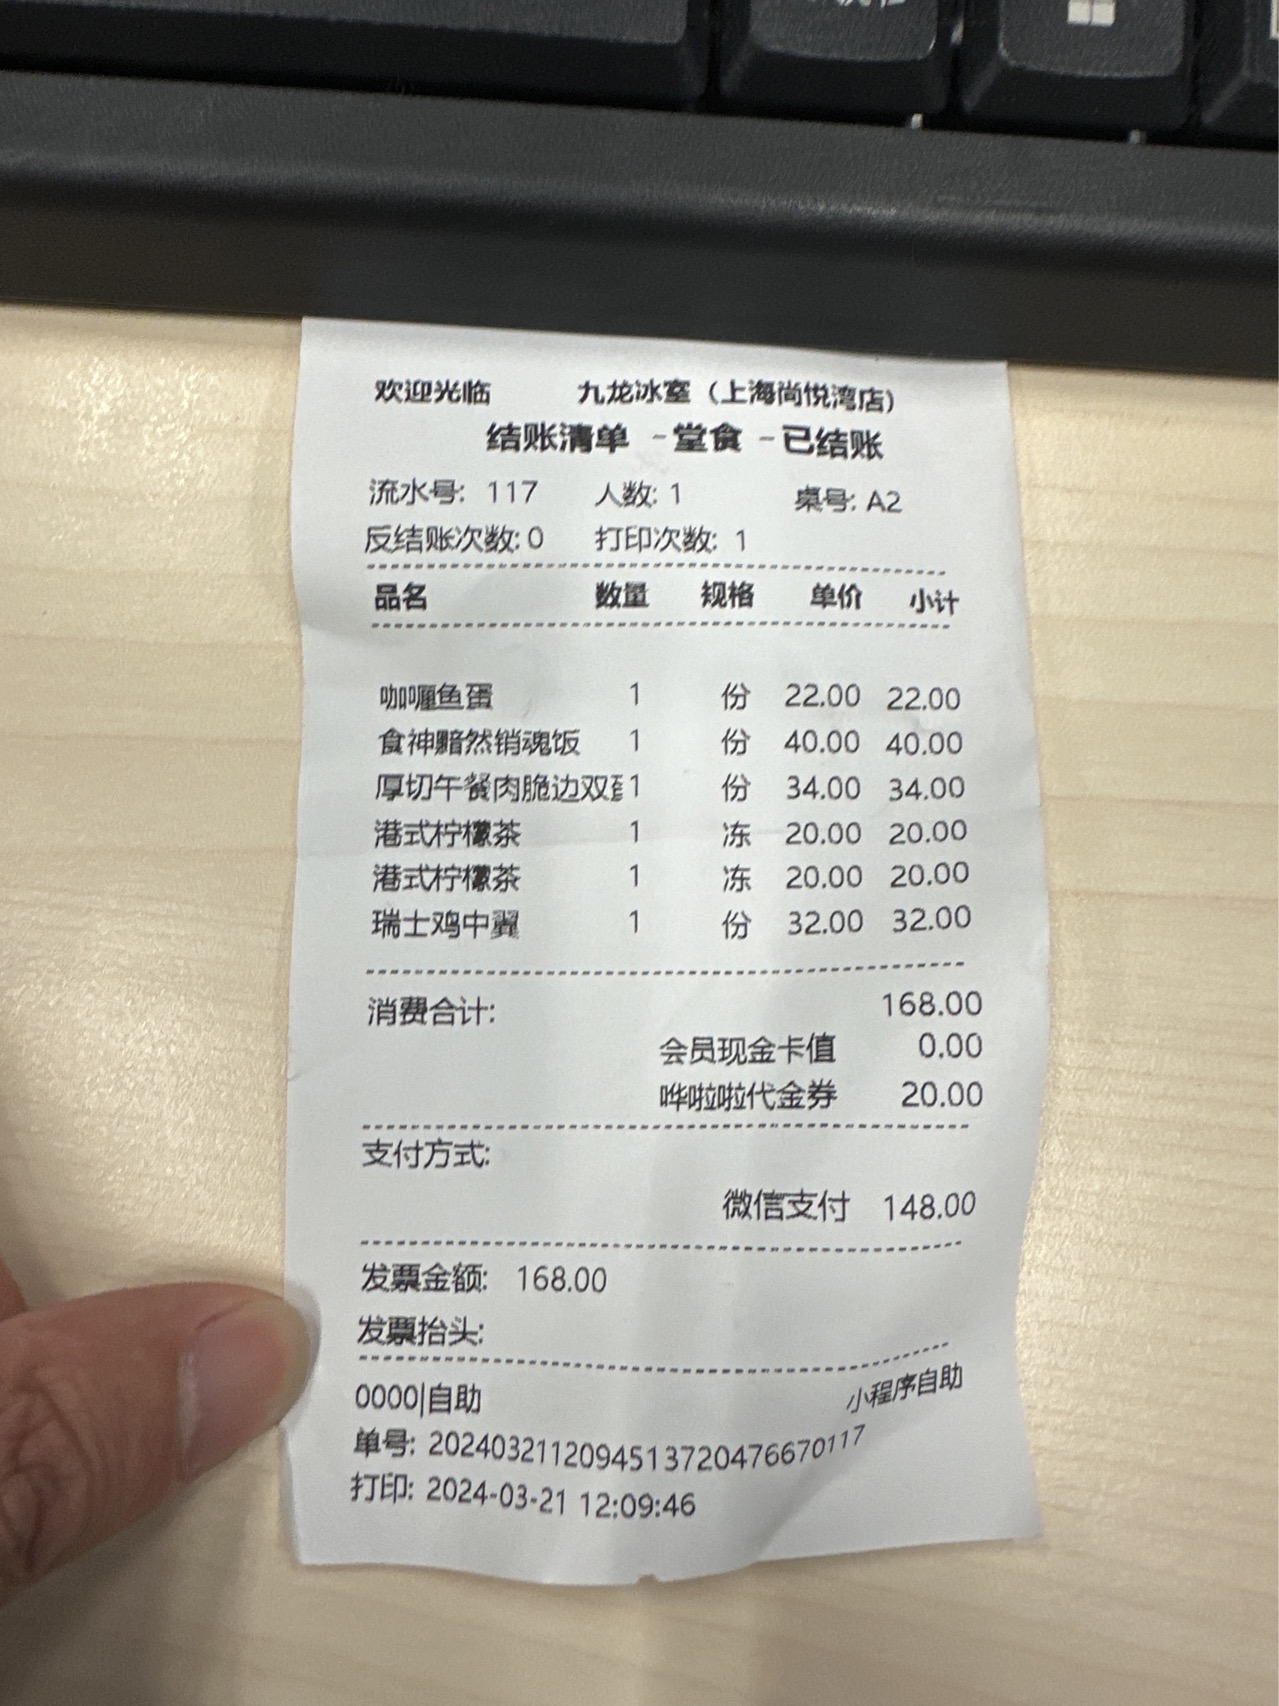 欢迎光临 九龙冰室（上海尚悦湾店）
结账清单 -堂食 -已结账
流水号: 117 人数: 1 桌号: A2
反结账次数: 0 打印次数: 1
品名 数量 规格 单价 小计
咖喱鱼蛋 1 份 22.00 22.00
食神黯然销魂饭 1 份 40.00 40.00
厚切午餐肉脆边双 1 份 34.00 34.00
港式柠檬茶 1 冻 20.00 20.00
港式柠檬茶 1 冻 20.00 20.00
瑞士鸡中翼 1 份 32.00 32.00
消费合计: 168.00
会员现金卡值 0.00
哗啦啦代金券 20.00
支付方式:
微信支付 148.00
发票金额: 168.00
发票抬头:
0000|自助 小程序自助
单号: 2024032112094513720476670117
打印: 2024-03-21 12:09:46